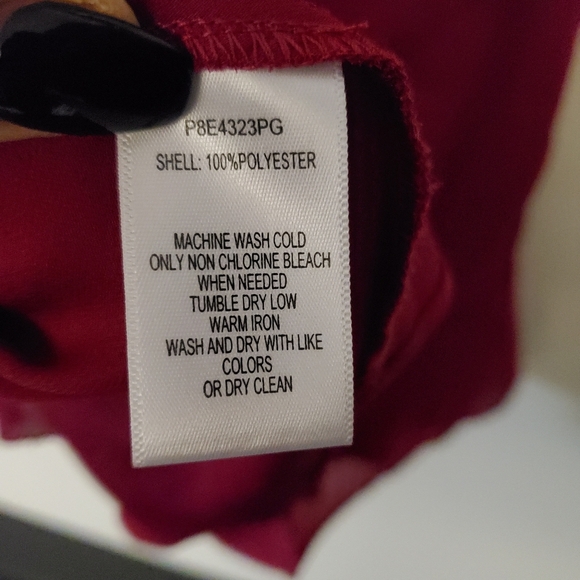 P8E4323PG
SHELL: 100%POLYESTER
MACHINE WASH COLD
ONLY NON CHLORINE BLEACH
WHEN NEEDED
TUMBLE DRY LOW
WARM IRON
WASH AND DRY WITH LIKE
COLORS
OR DRY CLEAN